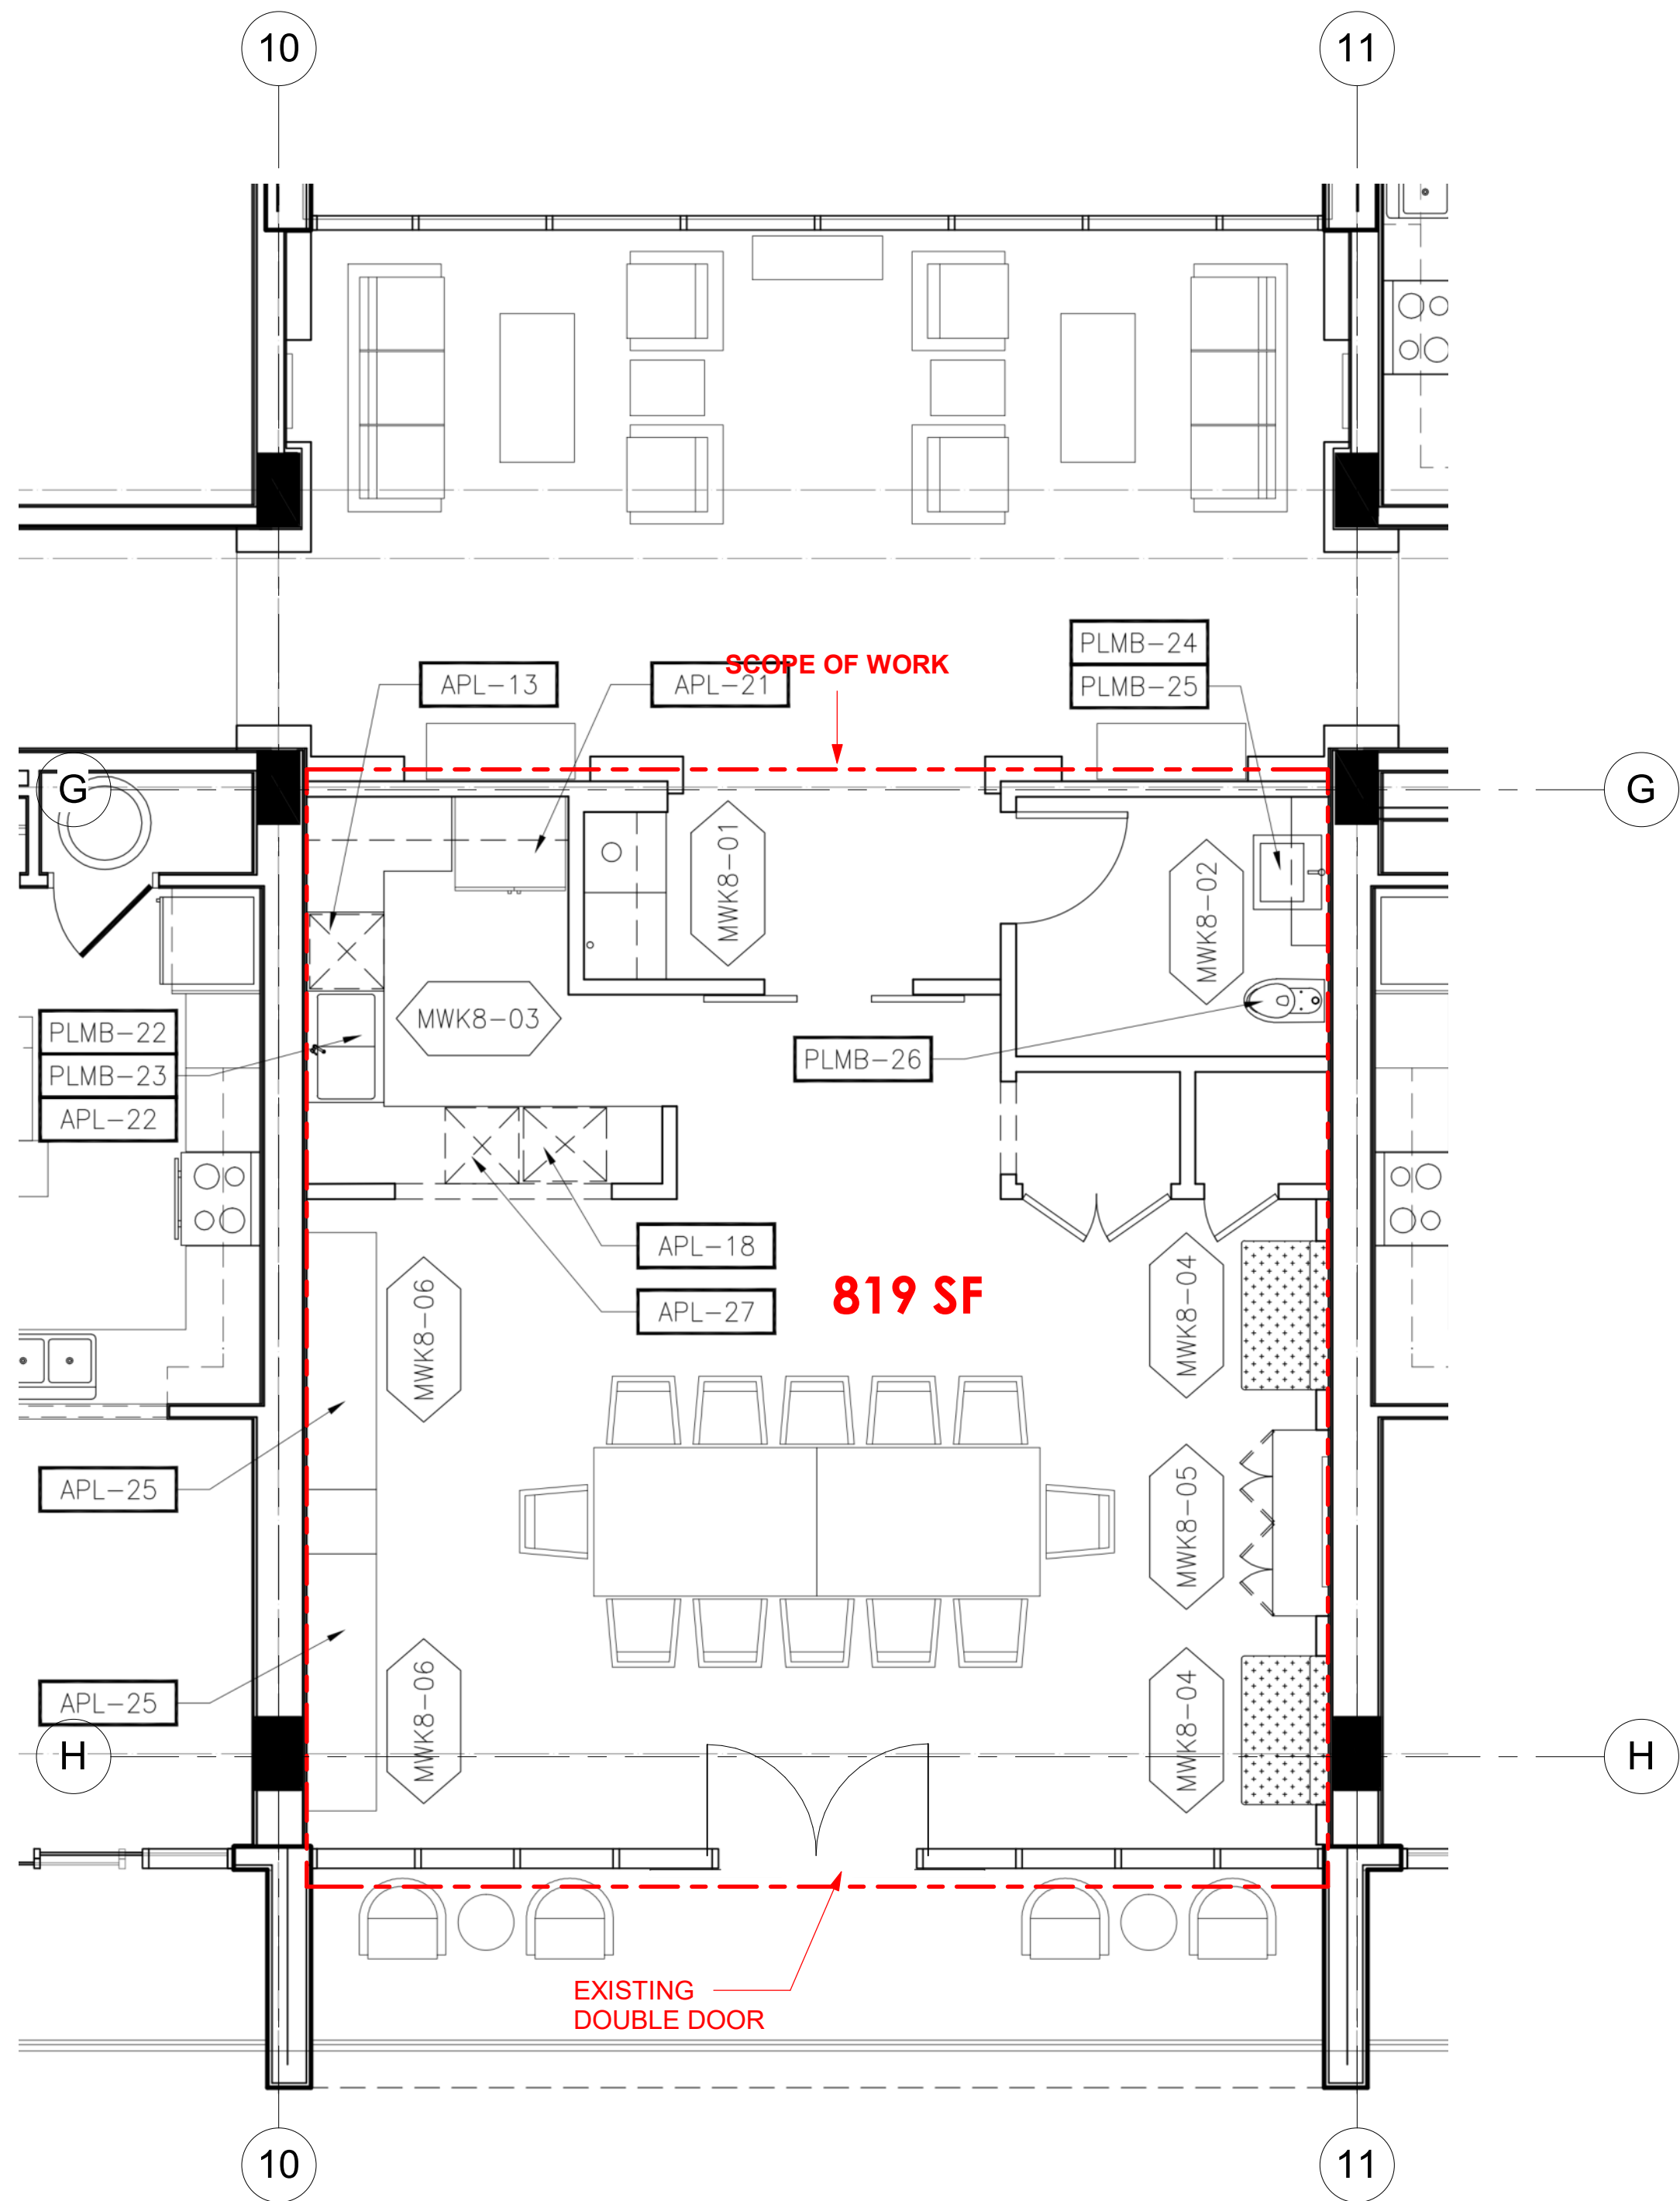 10
11
PLMB-24
SCOPE OF WORK
APL-13
APL-21
PLMB-25
G
G
MWK8-01
MWK8-02
MWK8-03
PLMB-22
PLMB-23
APL-22
PLMB-26
APL-18
APL-27
819 SF
MWK8-06
MWK8-04
APL-25
MWK8-05
APL-25
MWK8-06
MWK8-04
H
H
EXISTING
DOUBLE DOOR
10
11